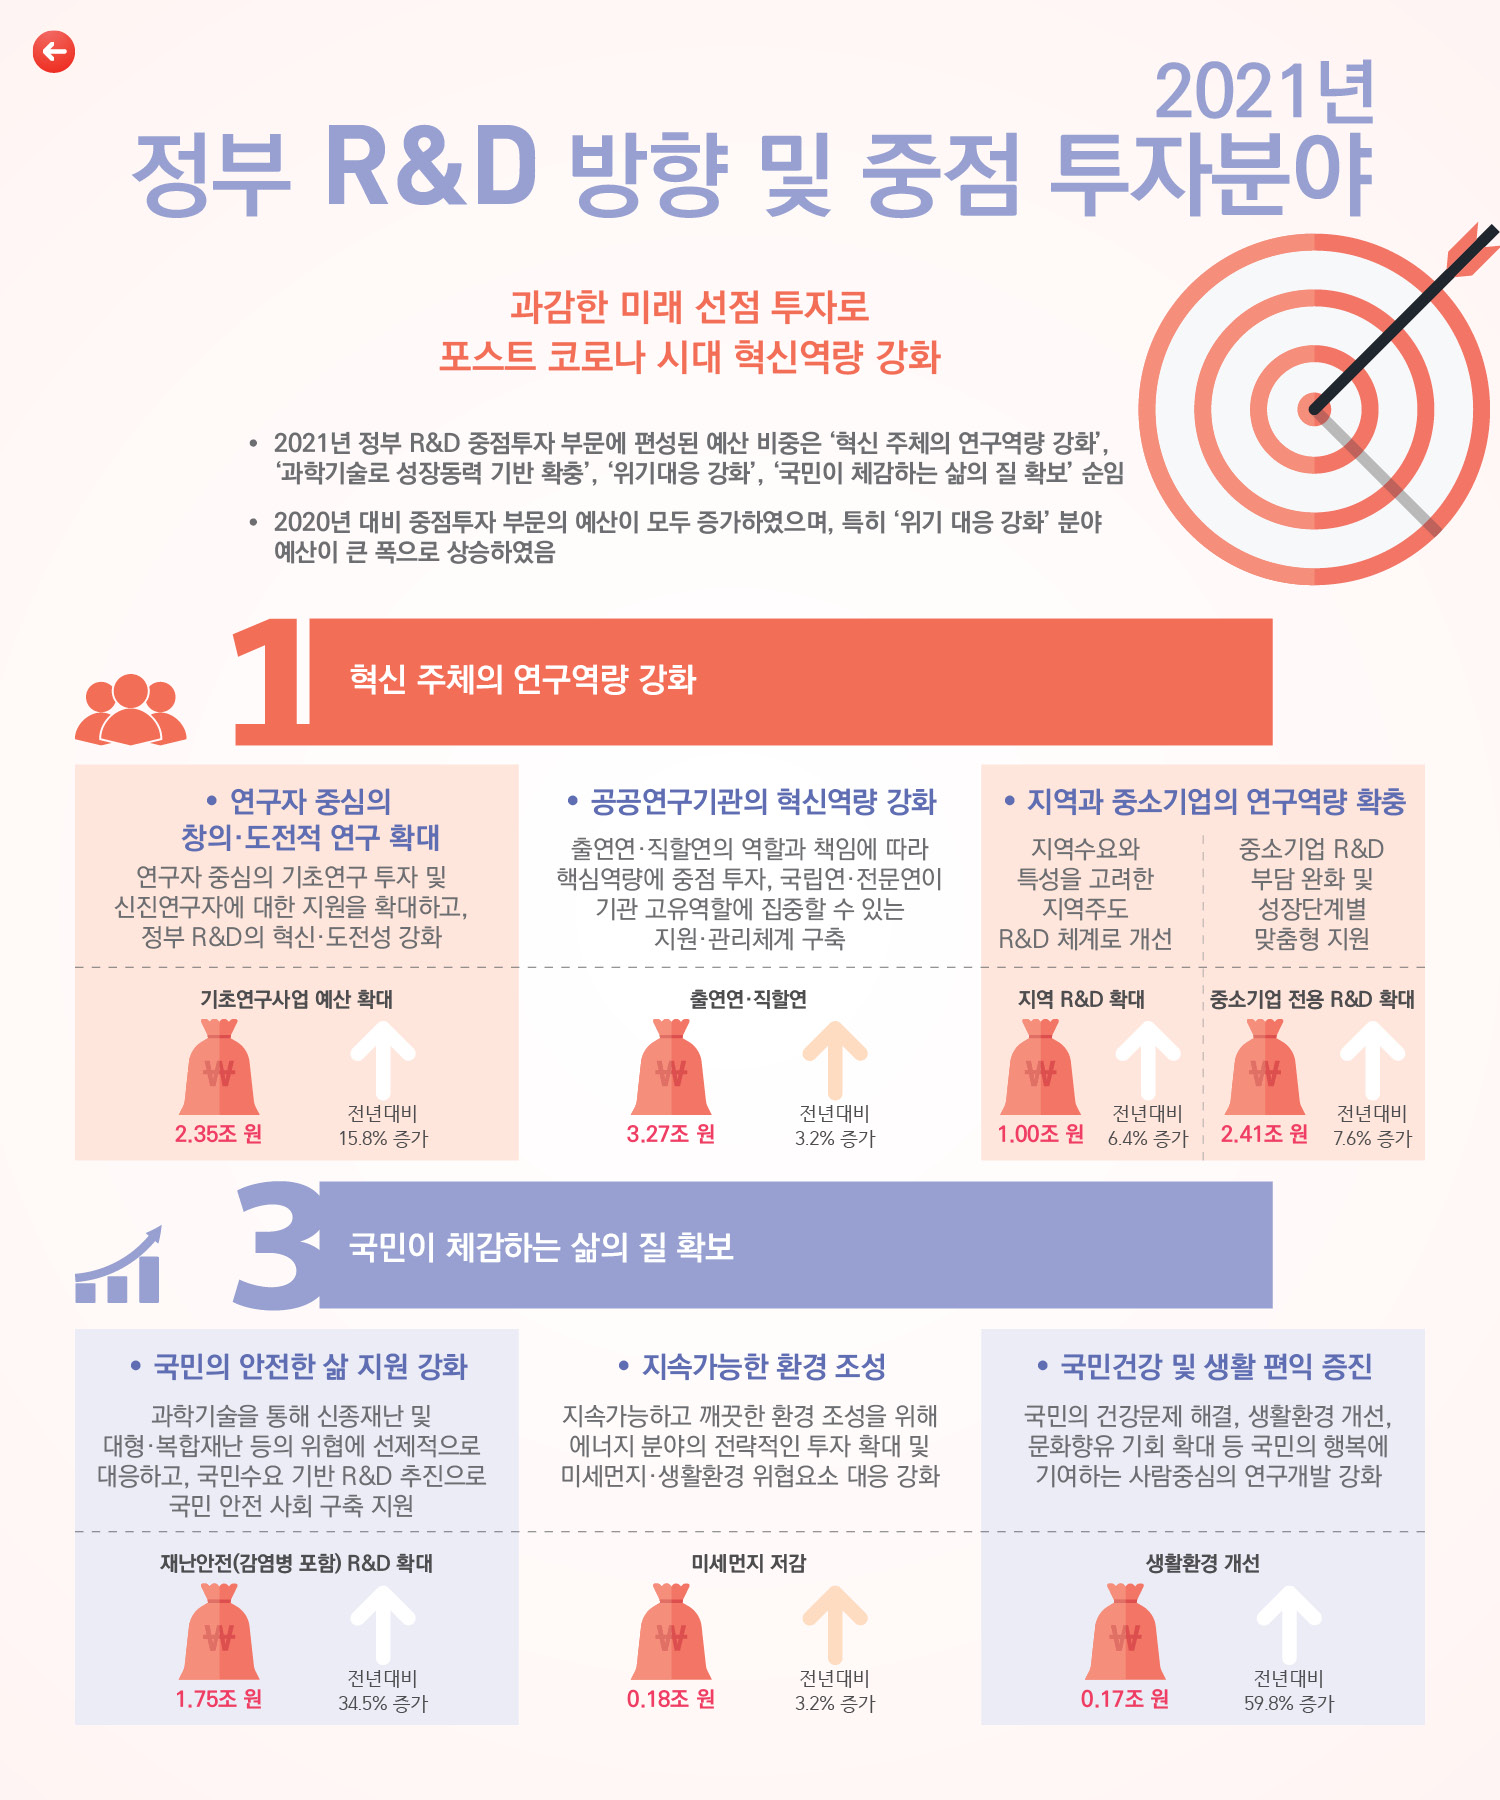 2021년
정부 R&D 방향 및 중점 투자분야
과감한 미래 선점 투자로
포스트 코로나 시대 혁신역량 강화
• 2021년 정부 R&D 중점투자 부문에 편성된 예산 비중은 ‘혁신 주체의 연구역량 강화’,
‘과학기술로 성장동력 기반 확충’, ‘위기대응 강화’, ‘국민이 체감하는 삶의 질 확보’ 순임
• 2020년 대비 중점투자 부문의 예산이 모두 증가하였으며, 특히 ‘위기 대응 강화’ 분야
예산이 큰 폭으로 상승하였음
1 혁신 주체의 연구역량 강화
• 연구자 중심의
창의·도전적 연구 확대
연구자 중심의 기초연구 투자 및
신진연구자에 대한 지원을 확대하고,
정부 R&D의 혁신·도전성 강화
기초연구사업 예산 확대
₩
2.35조 원
전년대비
15.8% 증가
• 공공연구기관의 혁신역량 강화
출연연·직할연의 역할과 책임에 따라
핵심역량에 중점 투자, 국립연·전문연이
기관 고유역할에 집중할 수 있는
지원·관리체계 구축
출연연·직할연
₩
3.27조 원
전년대비
3.2% 증가
• 지역과 중소기업의 연구역량 확충
지역수요와
특성을 고려한
지역주도
R&D 체계로 개선
지역 R&D 확대
₩
1.00조 원
전년대비
6.4% 증가
중소기업 R&D
부담 완화 및
성장단계별
맞춤형 지원
중소기업 전용 R&D 확대
₩
2.41조 원
전년대비
7.6% 증가
3 국민이 체감하는 삶의 질 확보
• 국민의 안전한 삶 지원 강화
과학기술을 통해 신종재난 및
대형·복합재난 등의 위협에 선제적으로
대응하고, 국민수요 기반 R&D 추진으로
국민 안전 사회 구축 지원
재난안전(감염병 포함) R&D 확대
₩
1.75조 원
전년대비
34.5% 증가
• 지속가능한 환경 조성
지속가능하고 깨끗한 환경 조성을 위해
에너지 분야의 전략적인 투자 확대 및
미세먼지·생활환경 위협요소 대응 강화
미세먼지 저감
₩
0.18조 원
전년대비
3.2% 증가
• 국민건강 및 생활 편익 증진
국민의 건강문제 해결, 생활환경 개선,
문화향유 기회 확대 등 국민의 행복에
기여하는 사람중심의 연구개발 강화
생활환경 개선
₩
0.17조 원
전년대비
59.8% 증가